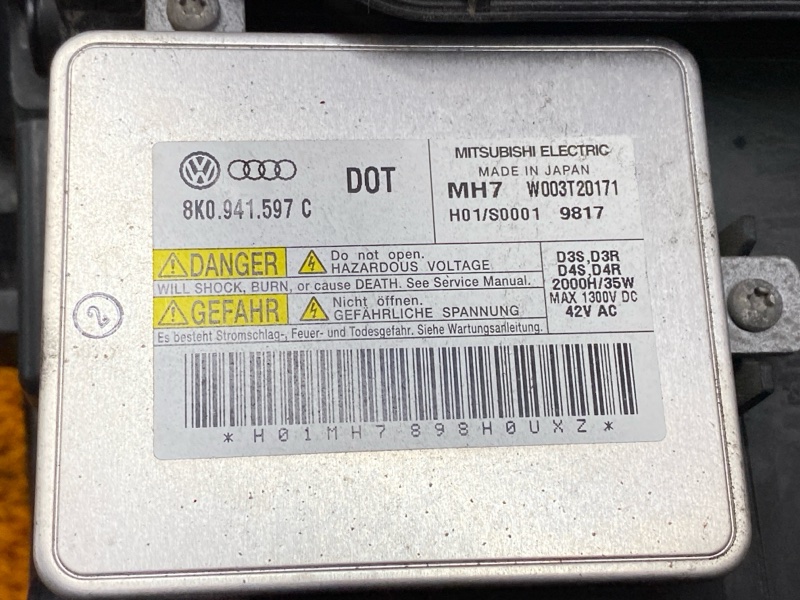 VW
DOT
8K0.941.597 C
MITSUBISHI ELECTRIC
MADE IN JAPAN
MH7 W003T20171
H01/S0001 9817
DANGER
Do not open.
HAZARDOUS VOLTAGE
WILL SHOCK, BURN, or cause DEATH. See Service Manual.
GEFAHR
Nicht öffnen.
GEFÄHRLICHE SPANNUNG
Es besteht Stromschlag-, Feuer- und Todesgefahr. Siehe Wartungsanleitung.
D3S,D3R
D4S,D4R
2000H/35W
MAX 1300V DC
42V AC
2
*H01MH7898H0UXZ*